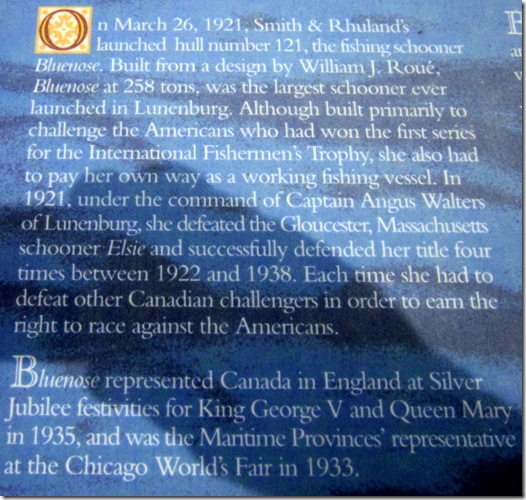 On March 26, 1921, Smith & Rhuland's
launched hull number 121, the fishing schooner
Bluenose. Built from a design by William J. Roué,
Bluenose at 258 tons, was the largest schooner ever
launched in Lunenburg. Although built primarily to
challenge the Americans who had won the first series
for the International Fishermen's Trophy, she also had
to pay her own way as a working fishing vessel. In
1921, under the command of Captain Angus Walters
of Lunenburg, she defeated the Gloucester, Massachusetts
schooner Elsie and successfully defended her title four
times between 1922 and 1938. Each time she had to
defeat other Canadian challengers in order to earn the
right to race against the Americans.
Bluenose represented Canada in England at Silver
Jubilee festivities for King George V and Queen Mary
in 1935, and was the Maritime Provinces' representative
at the Chicago World's Fair in 1933.